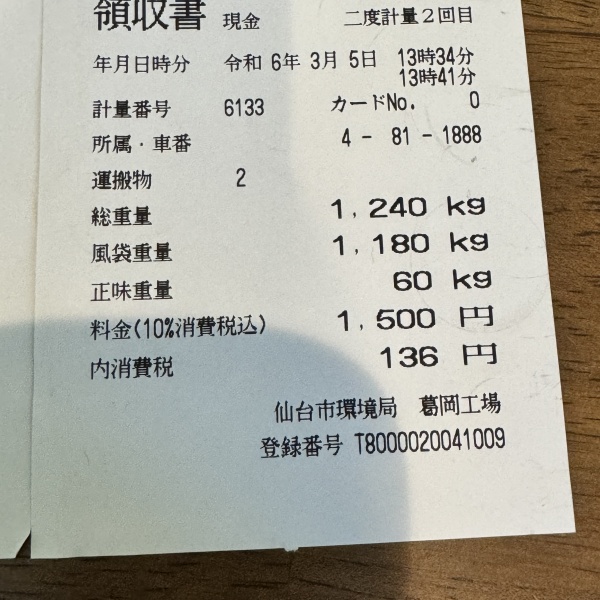 領収書 現金 二度計量2回目
年月日時分 令和 6年 3月 5日 13時34分
13時41分
計量番号 6133 カードNo. 0
所属・車番 4 - 81 - 1888
運搬物 2
総重量 1,240 kg
風袋重量 1,180 kg
正味重量 60 kg
料金(10%消費税込) 1,500 円
内消費税 136 円
仙台市環境局 葛岡工場
登録番号 T8000020041009